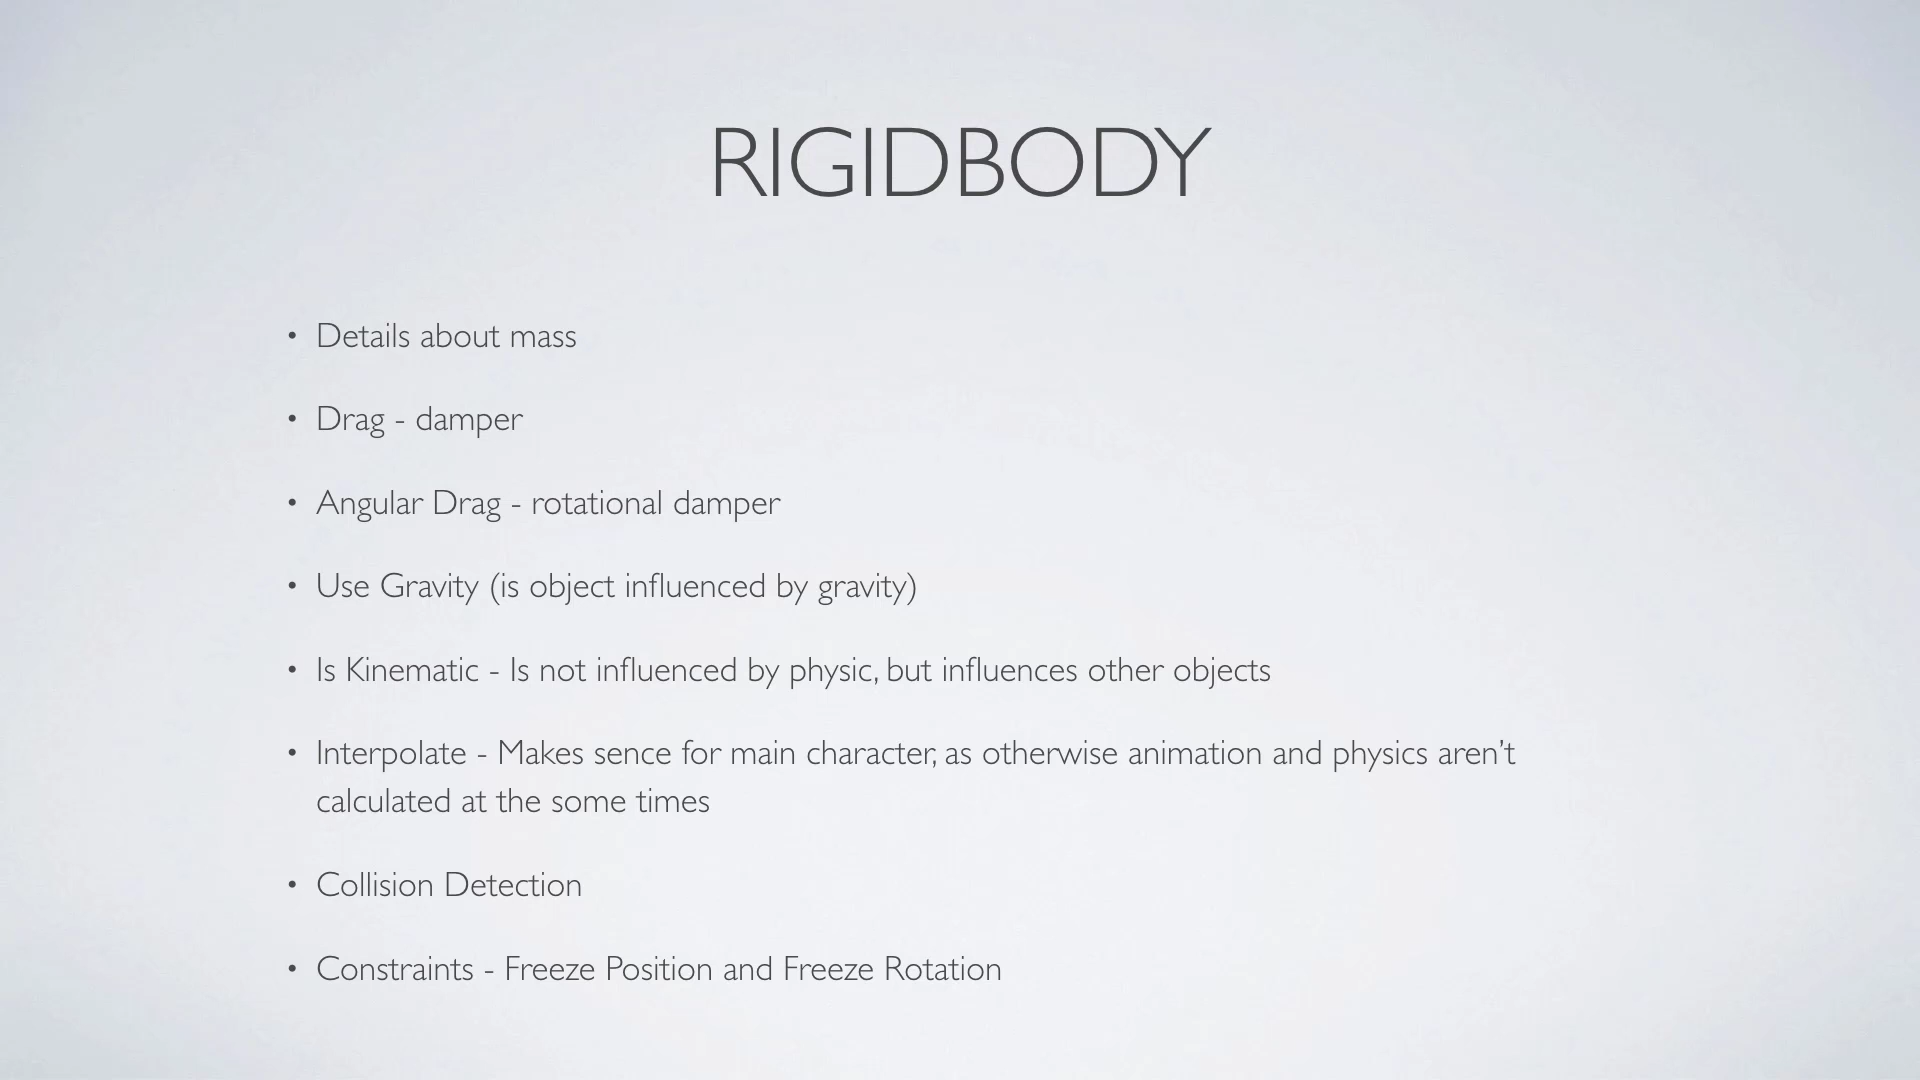 RIGIDBODY
• Details about mass
• Drag - damper
• Angular Drag - rotational damper
• Use Gravity (is object influenced by gravity)
• Is Kinematic - Is not influenced by physic, but influences other objects
• Interpolate - Makes sence for main character, as otherwise animation and physics aren’t
calculated at the some times
• Collision Detection
• Constraints - Freeze Position and Freeze Rotation